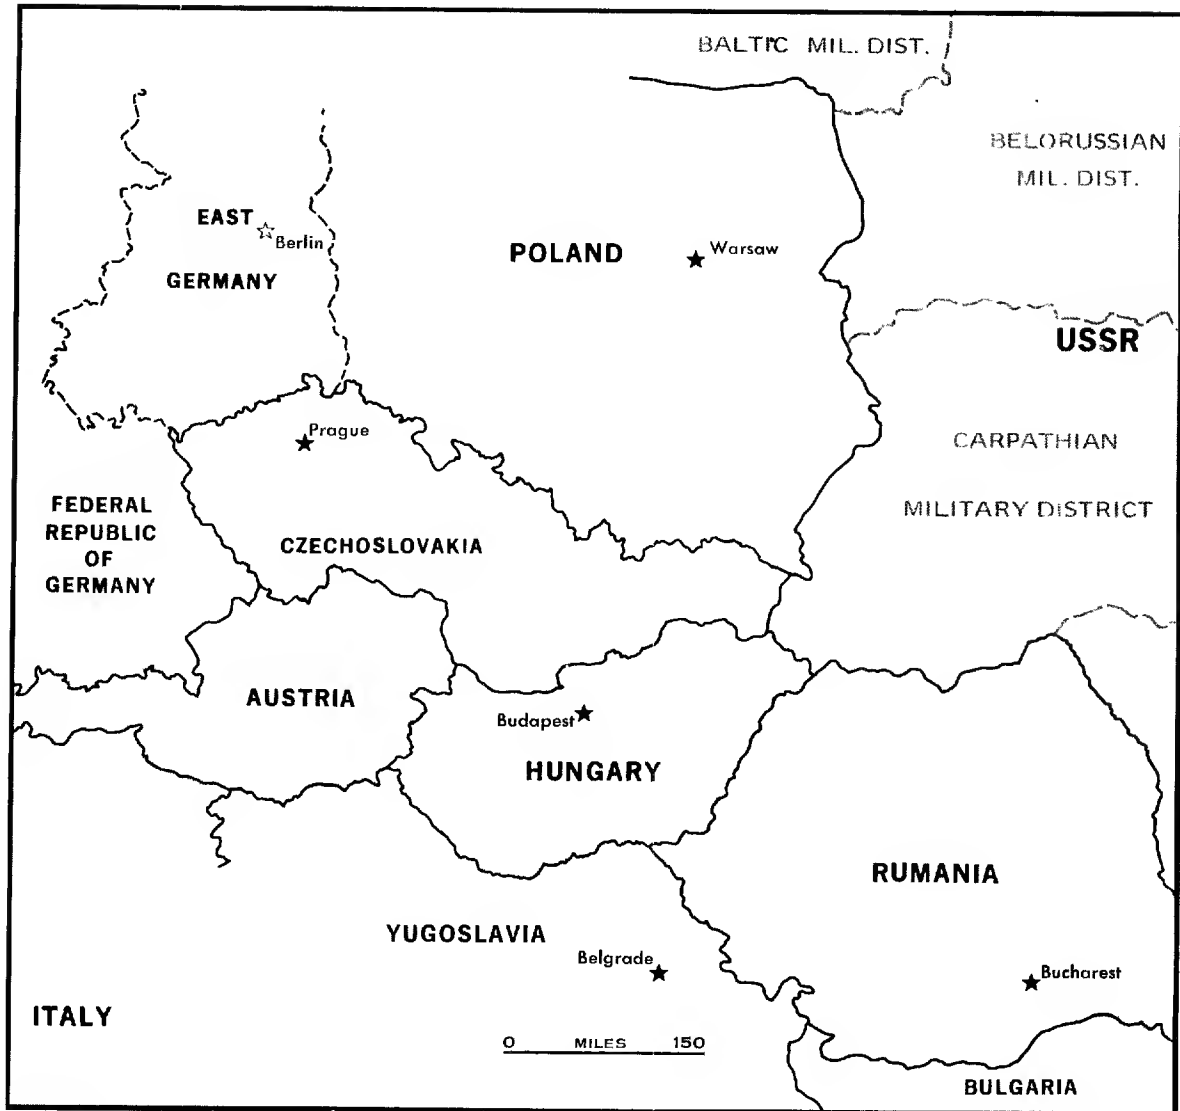 BALTIC MIL. DIST.
BELORUSSIAN
MIL. DIST.
EAST
Berlin
GERMANY
POLAND
Warsaw
USSR
Prague
CARPATHIAN
MILITARY DISTRICT
FEDERAL
REPUBLIC
OF
GERMANY
CZECHOSLOVAKIA
AUSTRIA
Budapest
HUNGARY
RUMANIA
YUGOSLAVIA
Belgrade
Bucharest
ITALY
0 MILES 150
BULGARIA